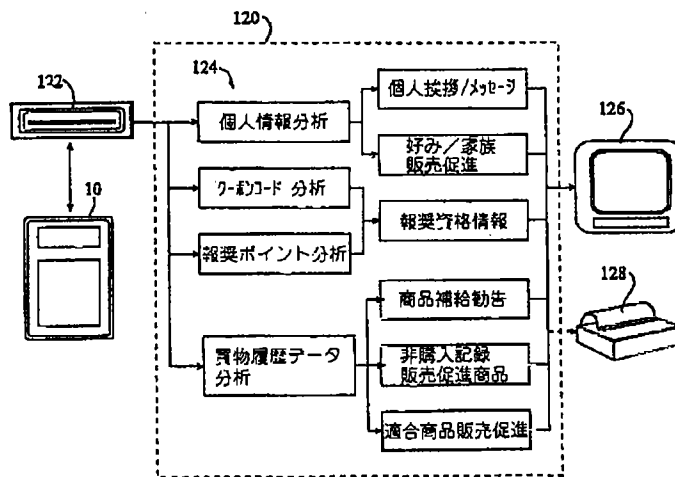 120
122
124
個人情報分析
個人挨拶/メッセージ
126
好み/家族
販売促進
10
クーポンコード 分析
報奨資格情報
報奨ポイント分析
商品補給勧告
128
買物履歴データ
分析
非購入記録
販売促進商品
適合商品販売促進